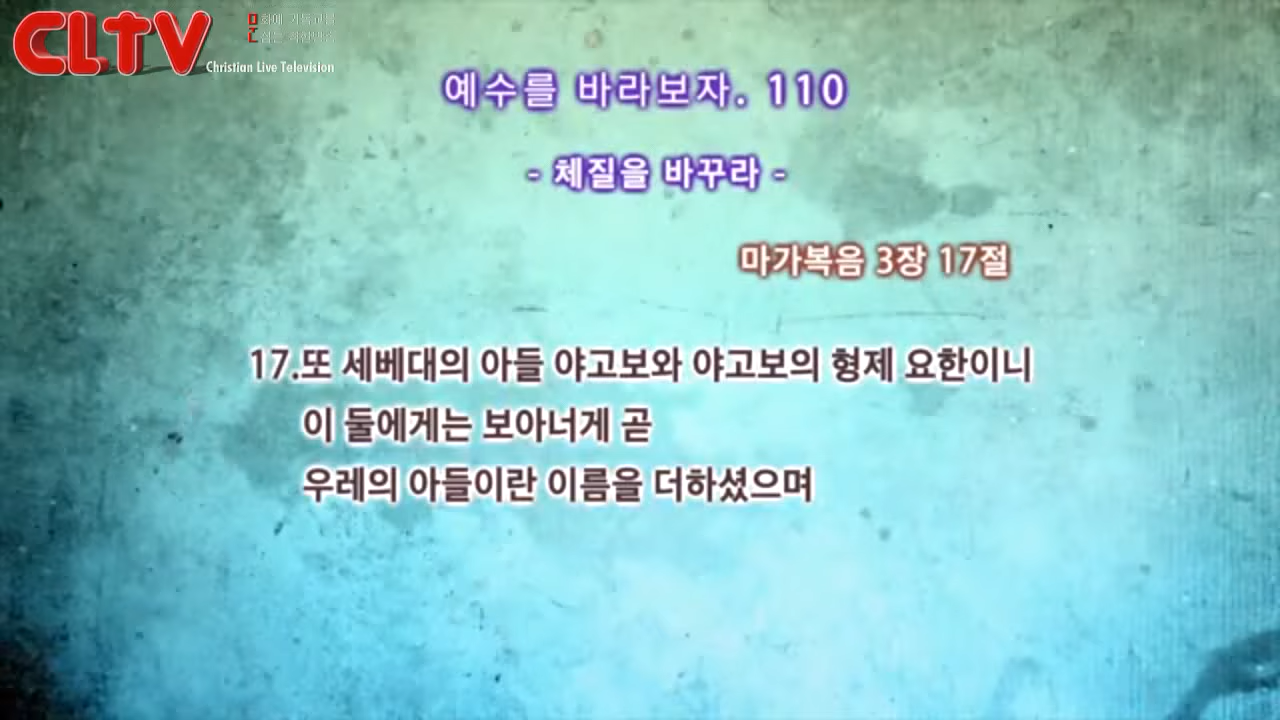 CLTV
Christian Live Television
예수를 바라보자. 110
- 체질을 바꾸라 -
마가복음 3장 17절
17.또 세베대의 아들 야고보와 야고보의 형제 요한이니
이 둘에게는 보아너게 곧
우레의 아들이란 이름을 더하셨으며